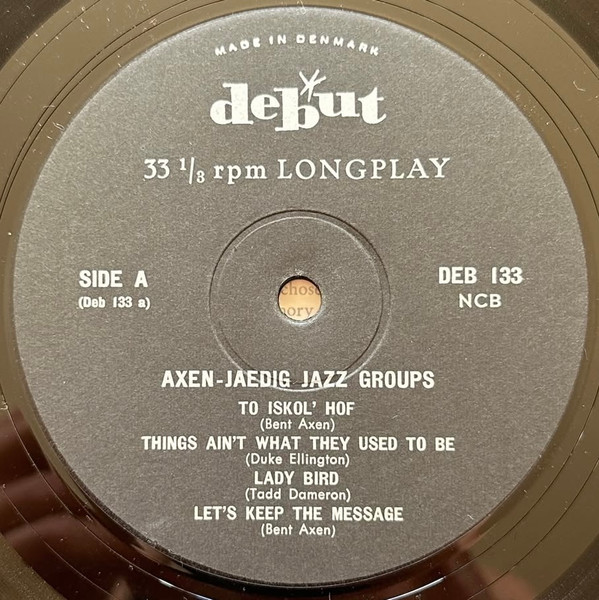 MADE IN DENMARK
debut
33 1/3 rpm LONGPLAY
SIDE A
(Deb 133 a)
DEB 133
NCB
chose
ory
AXEN-JAEDIG JAZZ GROUPS
TO ISKOL' HOF
(Bent Axen)
THINGS AIN'T WHAT THEY USED TO BE
(Duke Ellington)
LADY BIRD
(Tadd Dameron)
LET'S KEEP THE MESSAGE
(Bent Axen)